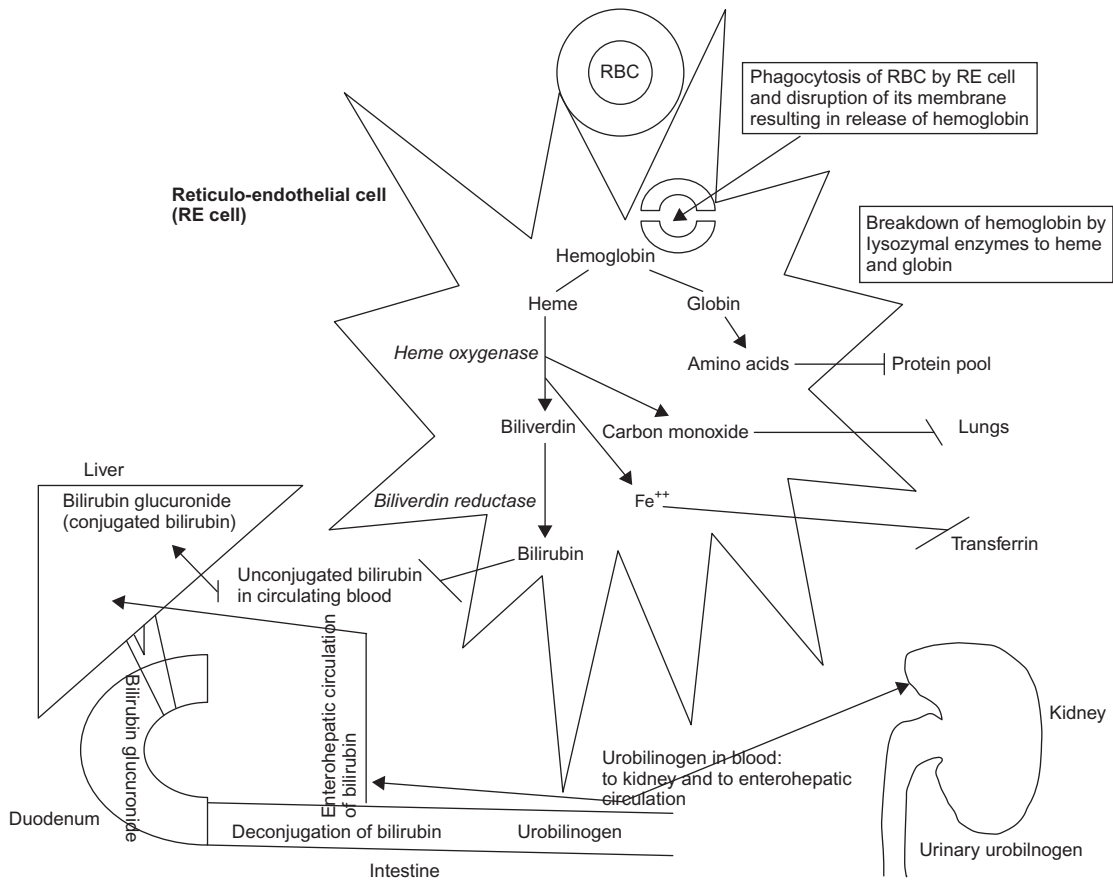 RBC
Phagocytosis of RBC by RE cell
and disruption of its membrane
resulting in release of hemoglobin
Reticulo-endothelial cell
(RE cell)
Breakdown of hemoglobin by
lysozymal enzymes to heme
and globin
Hemoglobin
Heme
Globin
Heme oxygenase
Amino acids
Protein pool
Biliverdin
Carbon monoxide
Lungs
Liver
Bilirubin glucuronide
(conjugated bilirubin)
Biliverdin reductase
Fe++
Transferrin
Bilirubin
Unconjugated bilirubin
in circulating blood
Enterohepatic circulation
of bilirubin
Bilirubin glucuronide
Kidney
Urobilinogen in blood:
to kidney and to enterohepatic
circulation
Duodenum
Deconjugation of bilirubin
Urobilinogen
Intestine
Urinary urobilnogen